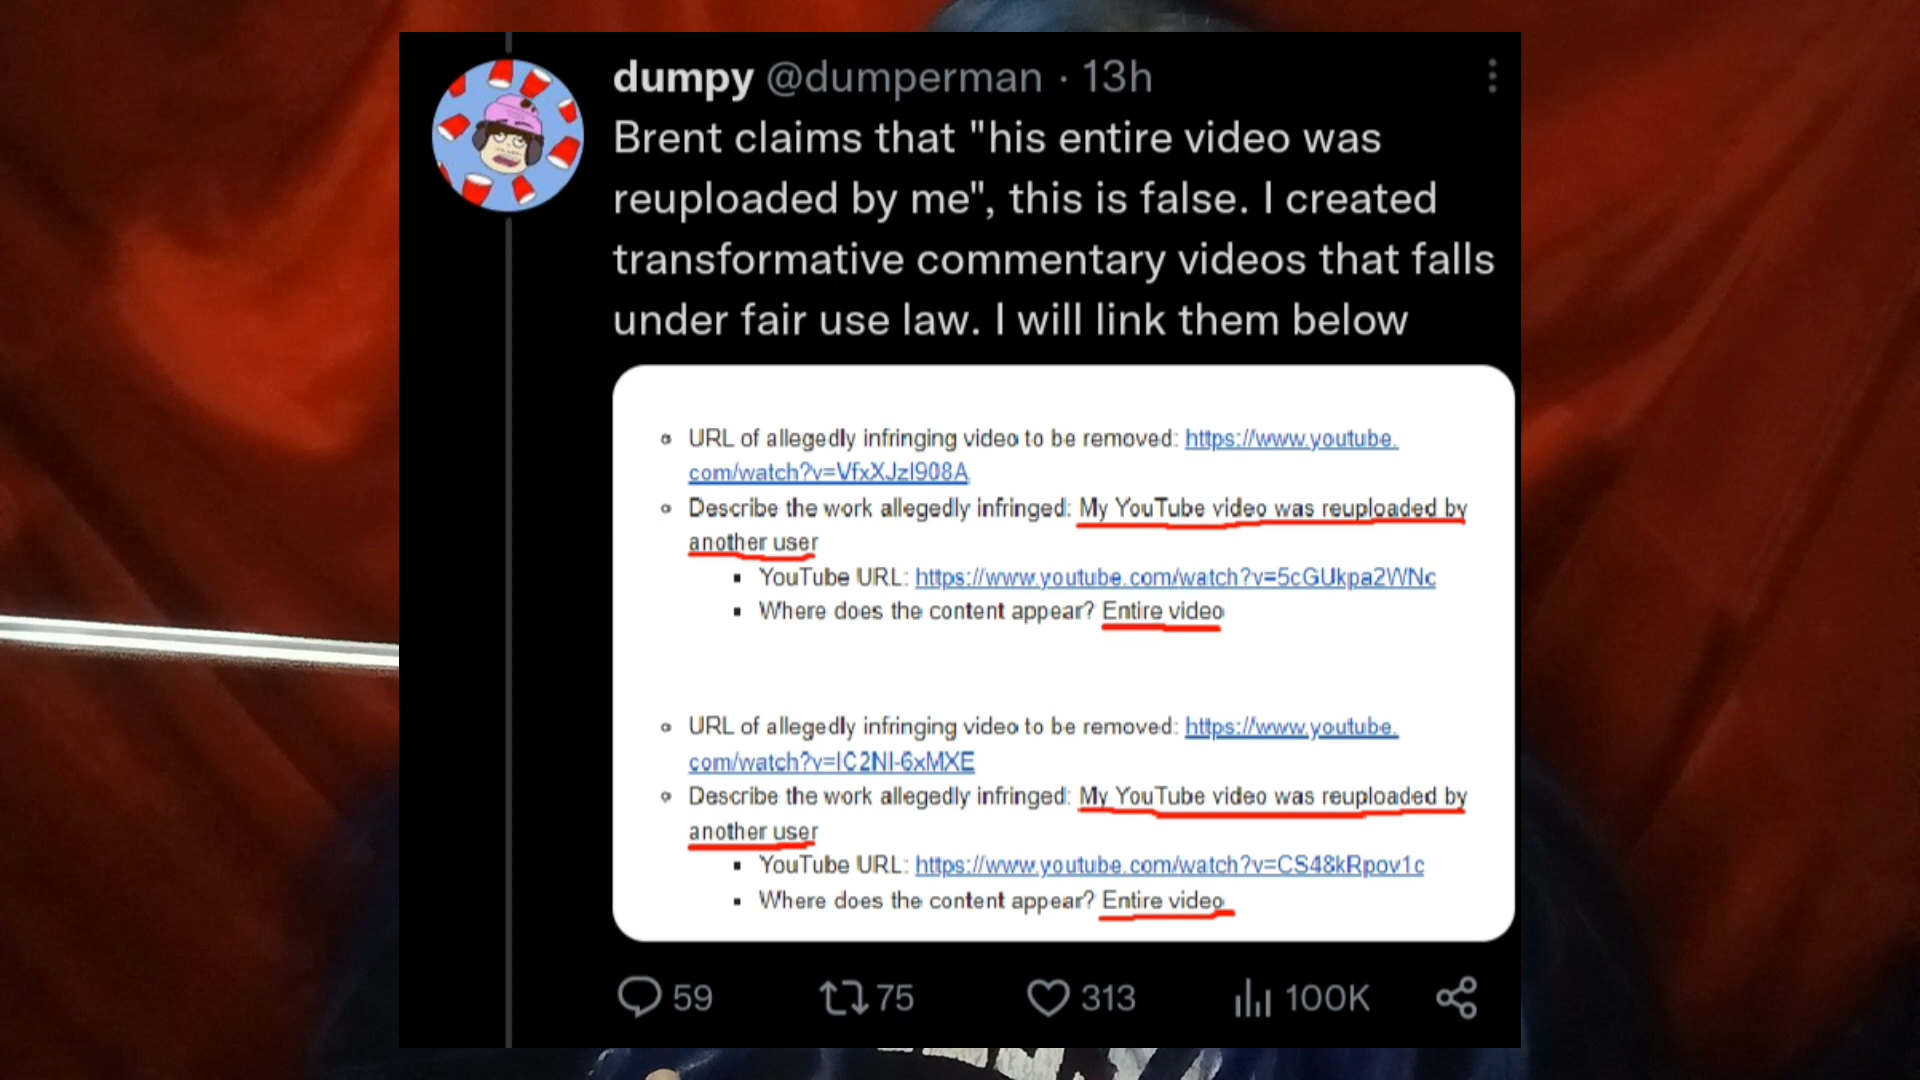 dumpy @dumperman · 13h
Brent claims that "his entire video was
reuploaded by me", this is false. I created
transformative commentary videos that falls
under fair use law. I will link them below
URL of allegedly infringing video to be removed: https://www.youtube.
com/watch?v=VfxXJzI908A
Describe the work allegedly infringed: My YouTube video was reuploaded by
another user
YouTube URL: https://www.youtube.com/watch?v=5cGUkpa2WNc
Where does the content appear? Entire video
URL of allegedly infringing video to be removed: https://www.youtube.
com/watch?v=IC2NI-6xMXE
Describe the work allegedly infringed: My YouTube video was reuploaded by
another user
YouTube URL: https://www.youtube.com/watch?v=CS48kRpov1c
Where does the content appear? Entire video
59 75 313 100K